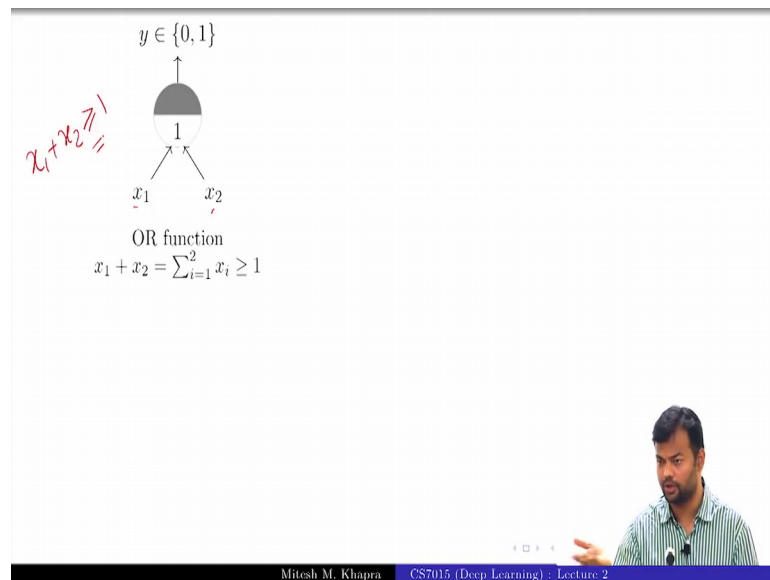 y ∈ {0, 1}
x₁ + x₂ ≥ 1
1
x₁ x₂
OR function
x₁ + x₂ = ∑²ᵢ₌₁ xᵢ ≥ 1
Mitesh M. Khapra CS7015 (Deep Learning) : Lecture 2